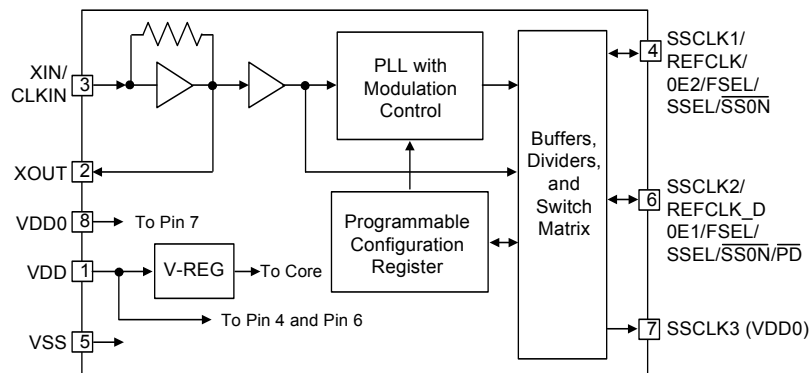 XIN/
CLKIN
3
XOUT
2
VDD0
8
To Pin 7
VDD
1
V-REG
To Core
To Pin 4 and Pin 6
VSS
5
PLL with
Modulation
Control
Programmable
Configuration
Register
Buffers,
Dividers,
and
Switch
Matrix
4
SSCLK1/
REFCLK/
0E2/FSEL/
SSEL/SS0N
6
SSCLK2/
REFCLK_D
0E1/FSEL/
SSEL/SS0N/PD
7
SSCLK3 (VDD0)